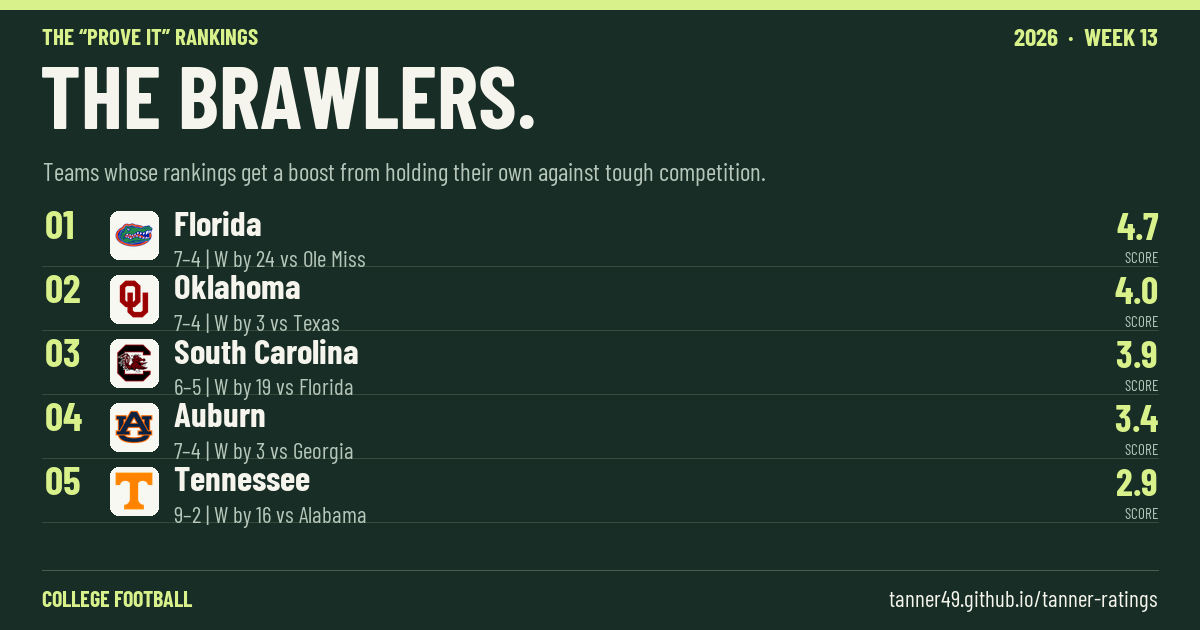 THE “PROVE IT” RANKINGS
2026 · WEEK 13
THE BRAWLERS.
Teams whose rankings get a boost from holding their own against tough competition.
01 Florida 4.7
7–4 | W by 24 vs Ole Miss SCORE
02 Oklahoma 4.0
7–4 | W by 3 vs Texas SCORE
03 South Carolina 3.9
6–5 | W by 19 vs Florida SCORE
04 Auburn 3.4
7–4 | W by 3 vs Georgia SCORE
05 Tennessee 2.9
9–2 | W by 16 vs Alabama SCORE
COLLEGE FOOTBALL
tanner49.github.io/tanner-ratings